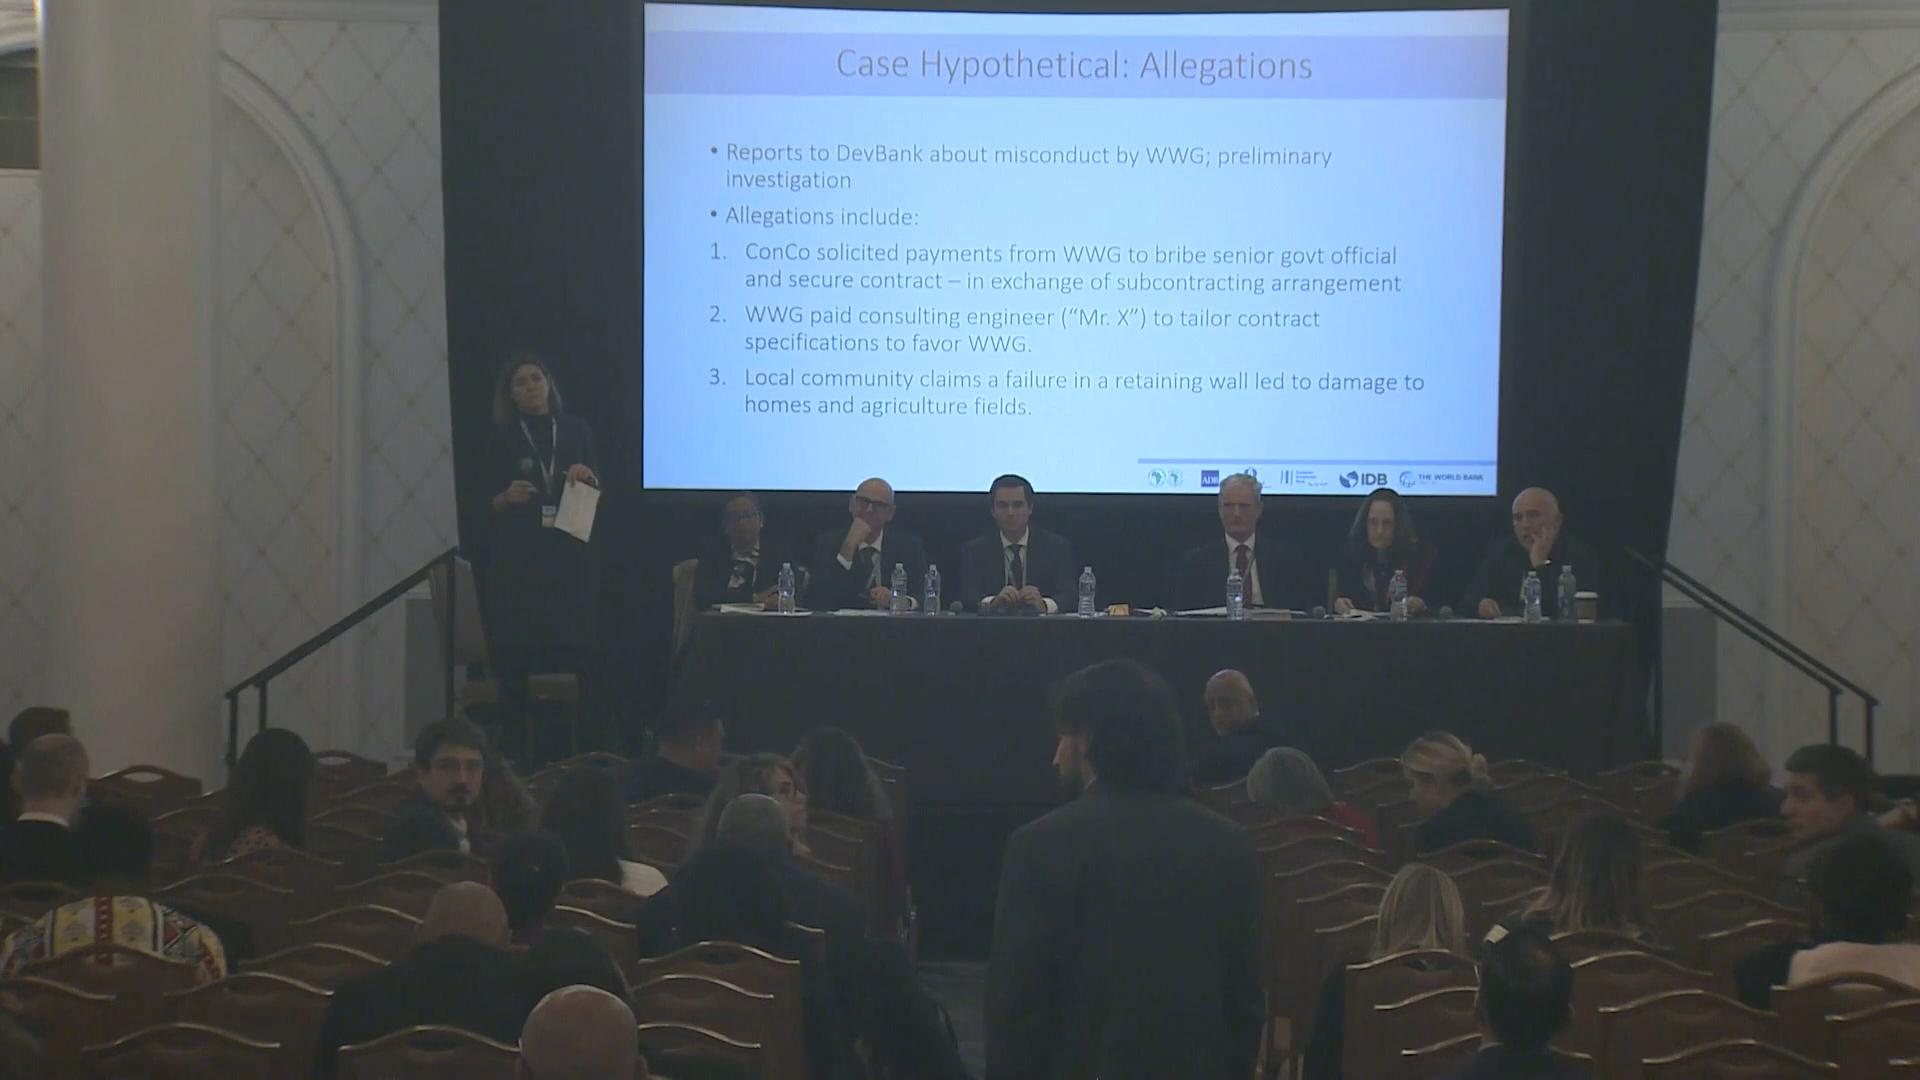 Case Hypothetical: Allegations
• Reports to DevBank about misconduct by WWG; preliminary
investigation
• Allegations include:
1. ConCo solicited payments from WWG to bribe senior govt official
and secure contract – in exchange of subcontracting arrangement
2. WWG paid consulting engineer (“Mr. X”) to tailor contract
specifications to favor WWG.
3. Local community claims a failure in a retaining wall led to damage to
homes and agriculture fields.
ADB
IDB
THE WORLD BANK